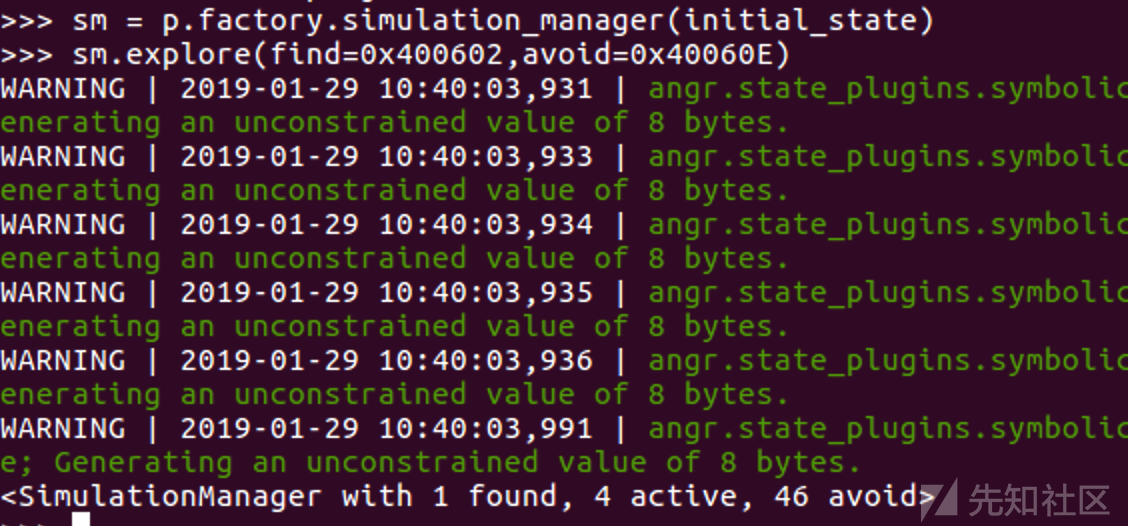 >>> sm = p.factory.simulation_manager(initial_state)
>>> sm.explore(find=0x400602,avoid=0x40060E)
WARNING | 2019-01-29 10:40:03,931 | angr.state_plugins.symbolic
enerating an unconstrained value of 8 bytes.
WARNING | 2019-01-29 10:40:03,933 | angr.state_plugins.symbolic
enerating an unconstrained value of 8 bytes.
WARNING | 2019-01-29 10:40:03,934 | angr.state_plugins.symbolic
enerating an unconstrained value of 8 bytes.
WARNING | 2019-01-29 10:40:03,935 | angr.state_plugins.symbolic
enerating an unconstrained value of 8 bytes.
WARNING | 2019-01-29 10:40:03,936 | angr.state_plugins.symbolic
enerating an unconstrained value of 8 bytes.
WARNING | 2019-01-29 10:40:03,991 | angr.state_plugins.symbolic
e; Generating an unconstrained value of 8 bytes.
<SimulationManager with 1 found, 4 active, 46 avoid>
>>>
先知社区